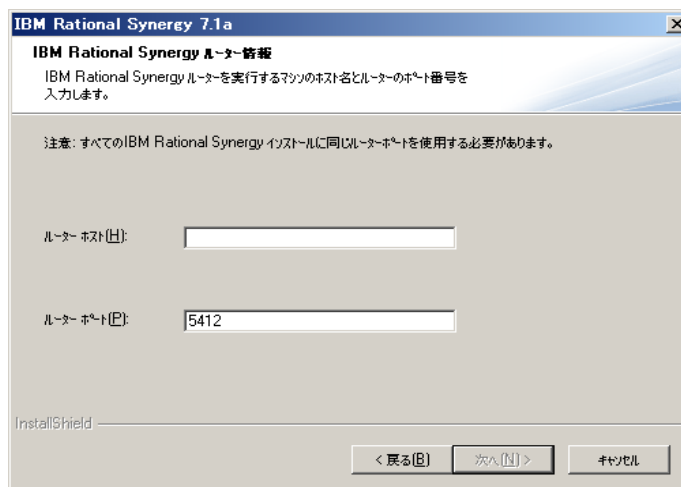 IBM Rational Synergy 7.1a
IBM Rational Synergy ルーター情報
IBM Rational Synergy ルーターを実行するマシンのホスト名とルーターのポート番号を
入力します。
注意: すべてのIBM Rational Synergy インストールに同じルーターポートを使用する必要があります。
ルーター ホスト(H):
ルーター ポート(P):
5412
InstallShield
< 戻る(B)
次へ(N) >
キャンセル